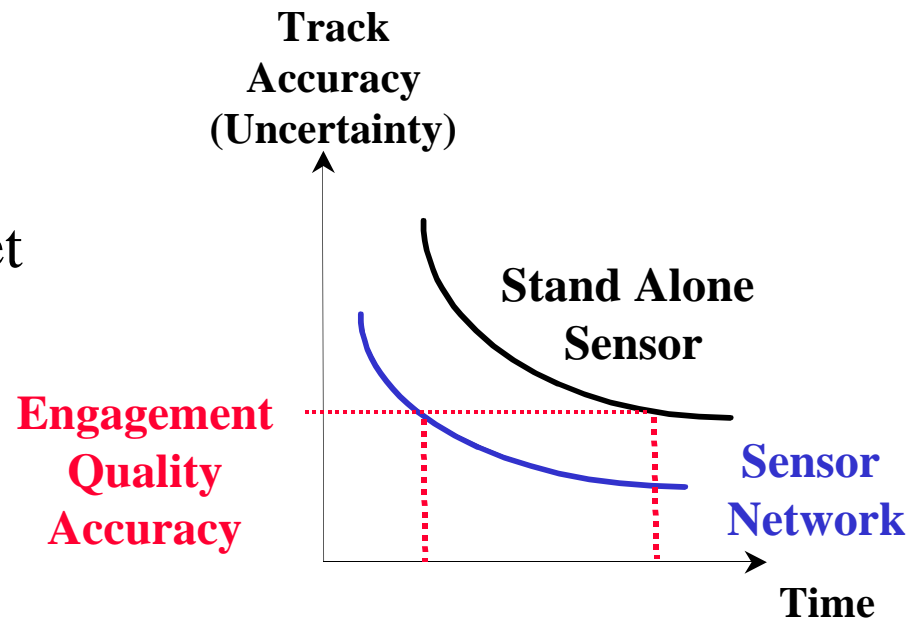 Track
Accuracy
(Uncertainty)
Stand Alone
Sensor
Engagement
Quality
Accuracy
Sensor
Network
Time